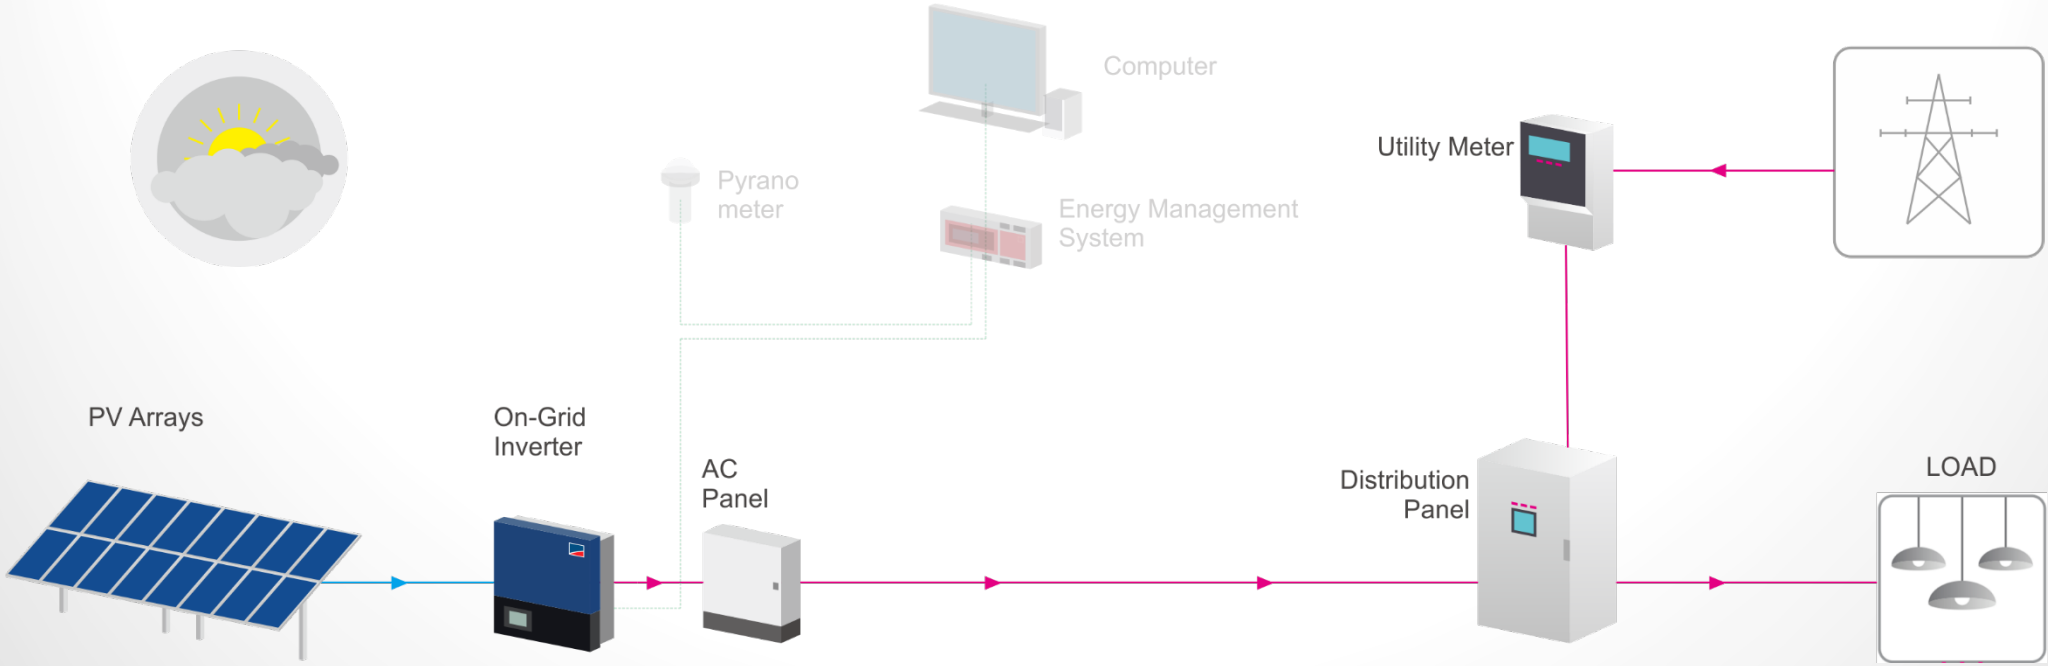 Computer
Utility Meter
Pyrano
meter
Energy Management
System
PV Arrays
On-Grid
Inverter
AC
Panel
Distribution
Panel
LOAD